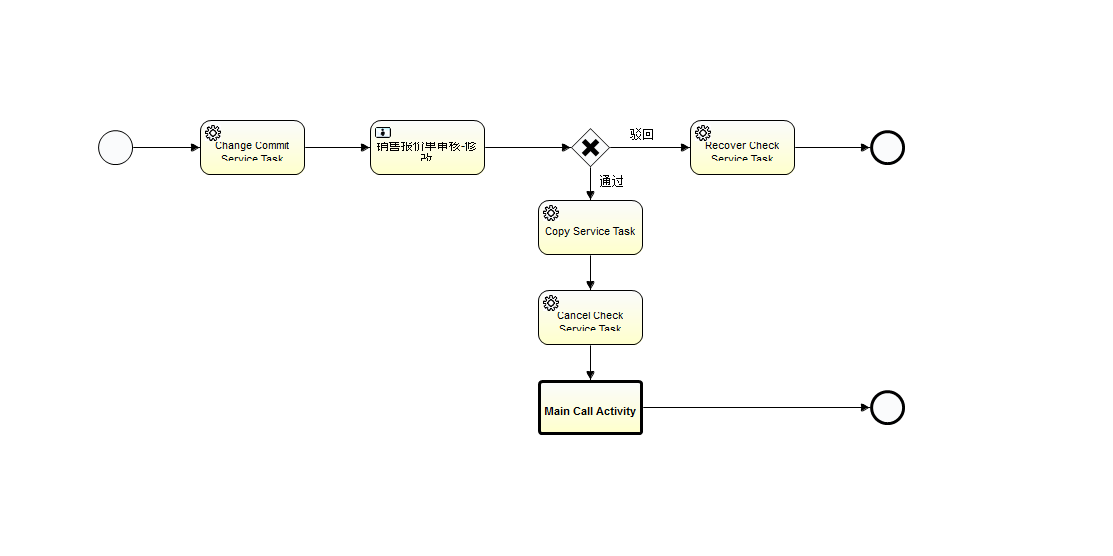 Change Commit
Service Task
销售报价单审核-修
改
驳回
Recover Check
Service Task
通过
Copy Service Task
Cancel Check
Service Task
Main Call Activity